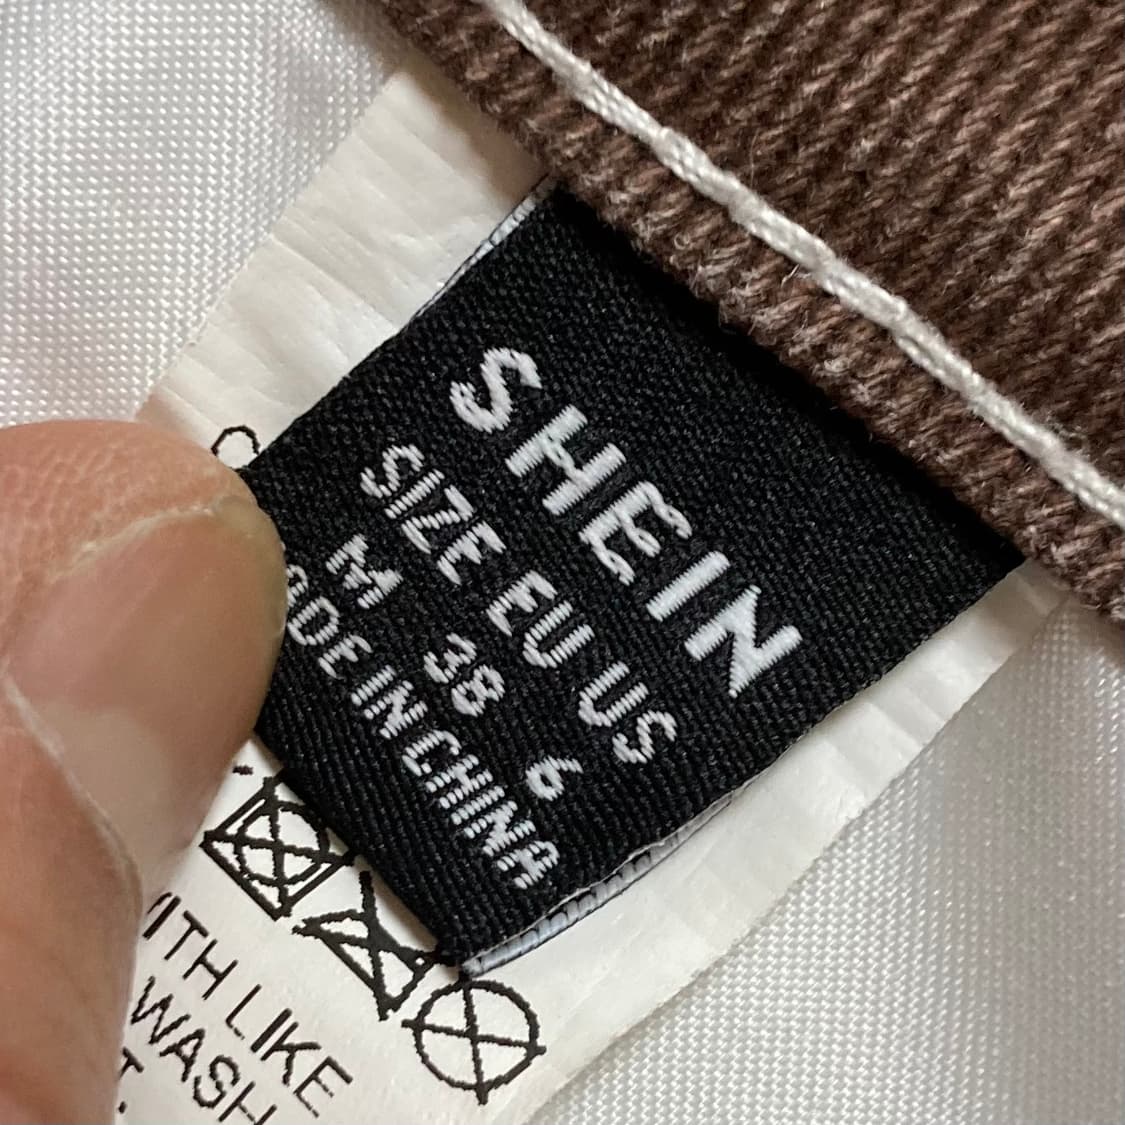 SHEIN
SIZE EU US
M 38 6
MADE IN CHINA
WITH LIKE
WASH